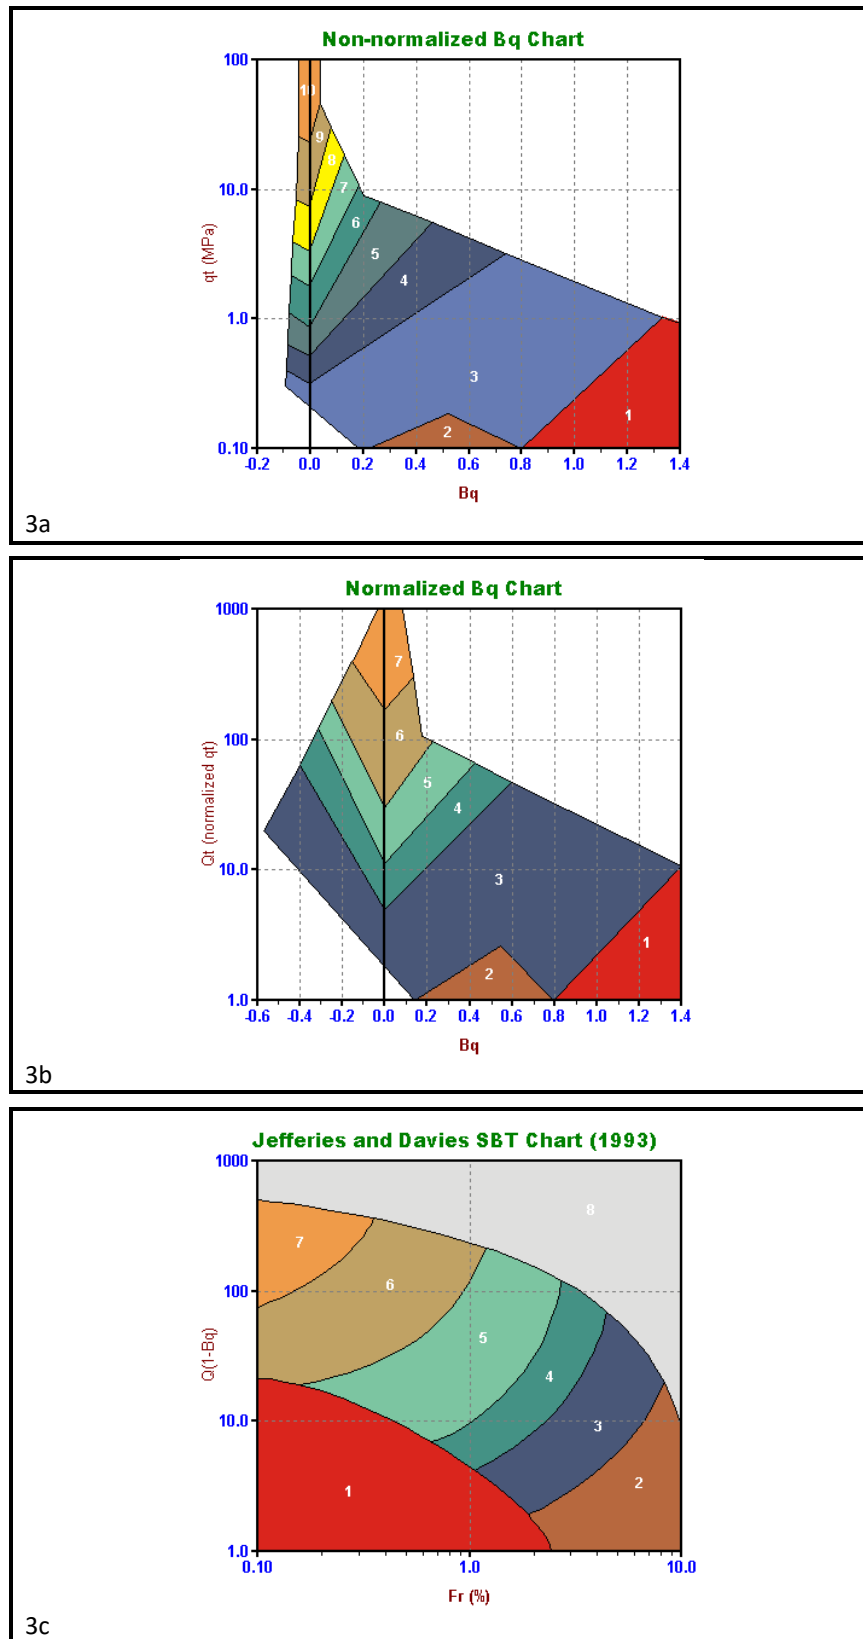 Non-normalized Bq Chart
100
10.0
1.0
0.10
qt (MPa)
10
9
8
7
6
5
4
3
2
1
-0.2 0.0 0.2 0.4 0.6 0.8 1.0 1.2 1.4
Bq
3a
Normalized Bq Chart
1000
100
10.0
1.0
Qt (normalized qt)
7
6
5
4
3
2
1
-0.6 -0.4 -0.2 0.0 0.2 0.4 0.6 0.8 1.0 1.2 1.4
Bq
3b
Jefferies and Davies SBT Chart (1993)
1000
100
10.0
1.0
Q(1-Bq)
8
7
6
5
4
3
2
1
0.10 1.0 10.0
Fr (%)
3c